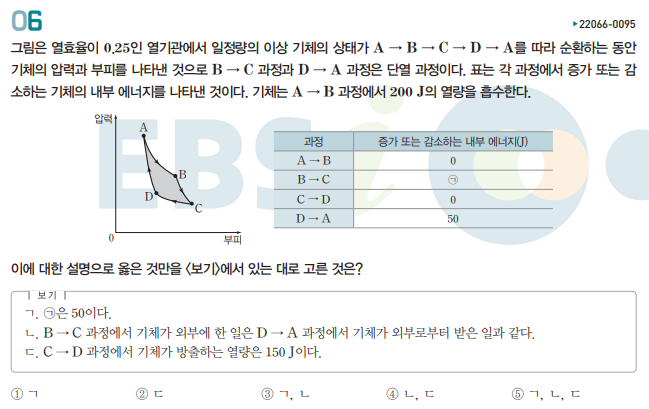 06
▶22066-0095
그림은 열효율이 0.25인 열기관에서 일정량의 이상 기체의 상태가 A → B → C → D → A를 따라 순환하는 동안
기체의 압력과 부피를 나타낸 것으로 B → C 과정과 D → A 과정은 단열 과정이다. 표는 각 과정에서 증가 또는 감
소하는 기체의 내부 에너지를 나타낸 것이다. 기체는 A → B 과정에서 200 J의 열량을 흡수한다.
EBSi
압력
A
B
D
C
0
부피
과정 증가 또는 감소하는 내부 에너지(J)
A → B 0
B → C ㉠
C → D 0
D → A 50
이에 대한 설명으로 옳은 것만을 〈보기〉에서 있는 대로 고른 것은?
보기
ㄱ. ㉠은 50이다.
ㄴ. B → C 과정에서 기체가 외부에 한 일은 D → A 과정에서 기체가 외부로부터 받은 일과 같다.
ㄷ. C → D 과정에서 기체가 방출하는 열량은 150 J이다.
① ㄱ ② ㄷ ③ ㄱ, ㄴ ④ ㄴ, ㄷ ⑤ ㄱ, ㄴ, ㄷ